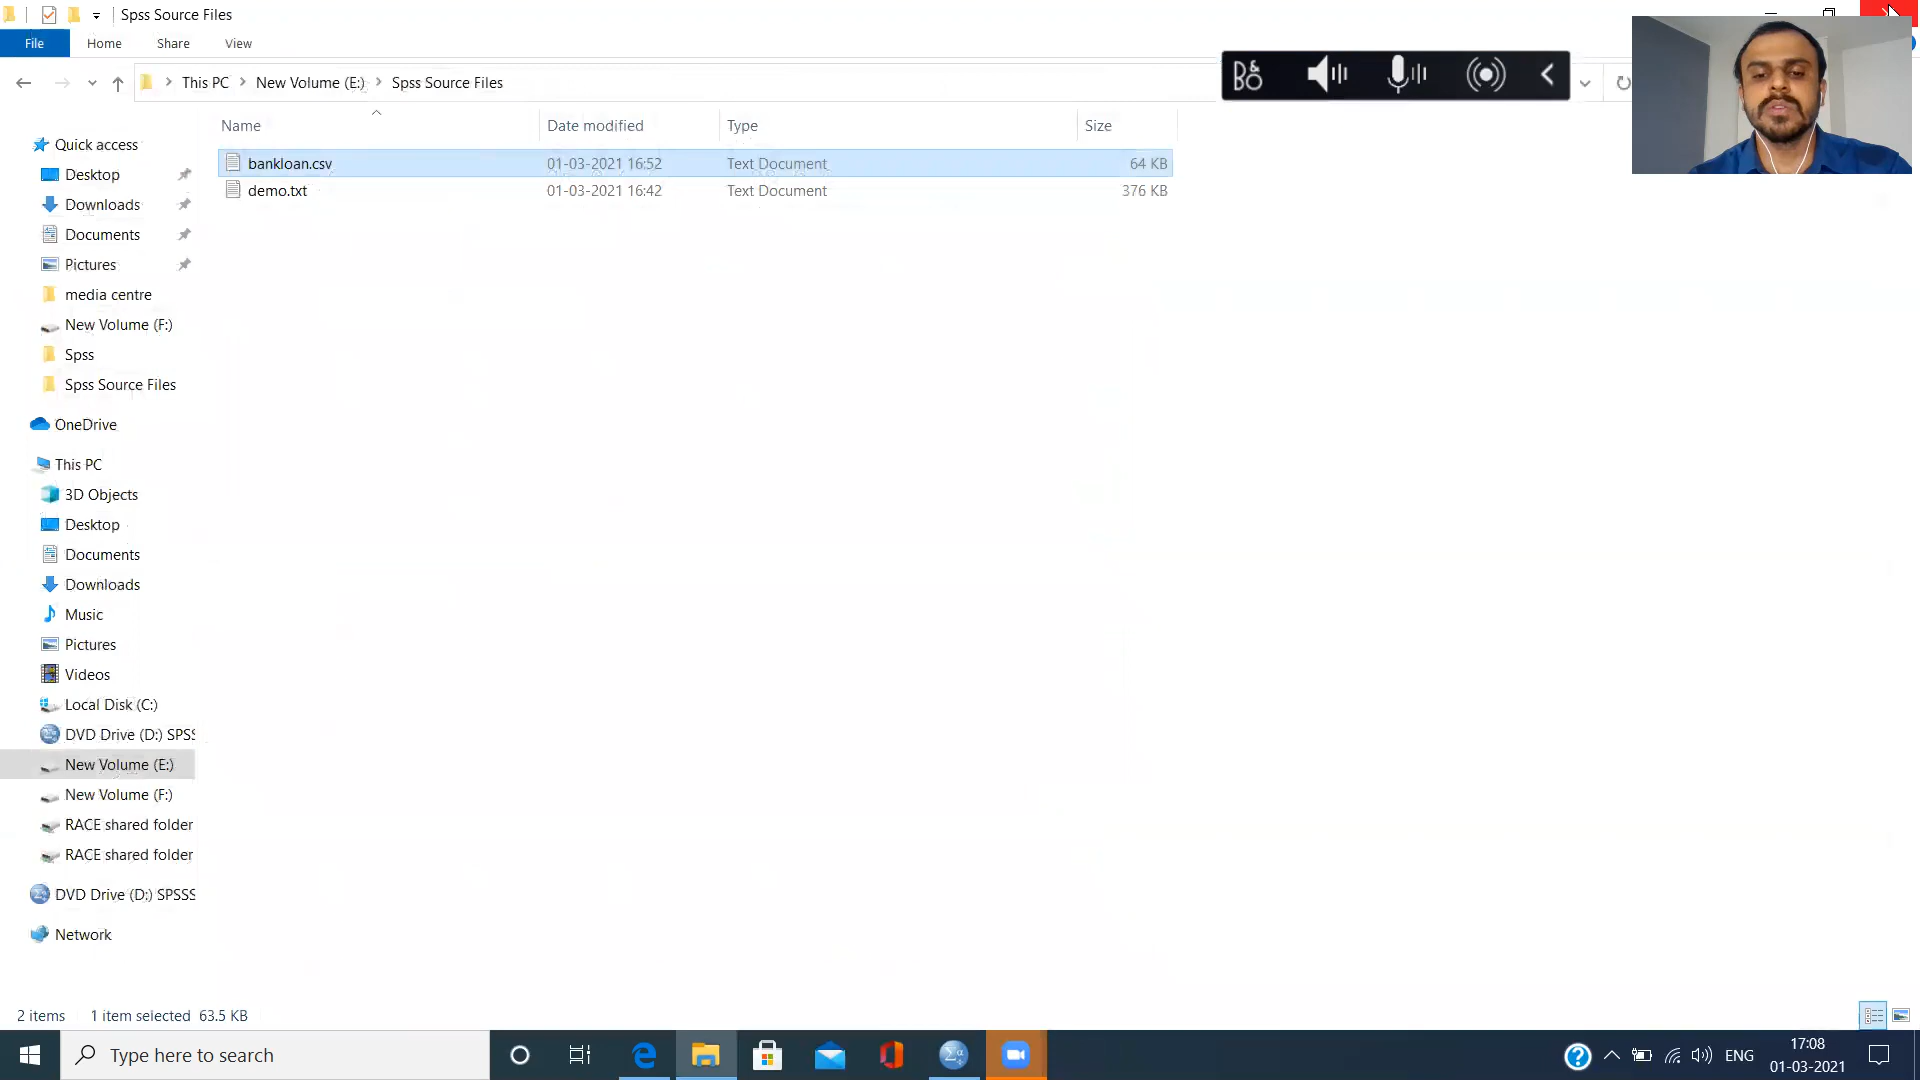 Spss Source Files
File Home Share View
This PC New Volume (E:) Spss Source Files
B&O
Name Date modified Type Size
bankloan.csv 01-03-2021 16:52 Text Document 64 KB
demo.txt 01-03-2021 16:42 Text Document 376 KB
Quick access
Desktop
Downloads
Documents
Pictures
media centre
New Volume (F:)
Spss
Spss Source Files
OneDrive
This PC
3D Objects
Desktop
Documents
Downloads
Music
Pictures
Videos
Local Disk (C:)
DVD Drive (D:) SPSS
New Volume (E:)
New Volume (F:)
RACE shared folder
RACE shared folder
DVD Drive (D:) SPSSS
Network
2 items 1 item selected 63.5 KB
Type here to search
ENG
17:08
01-03-2021